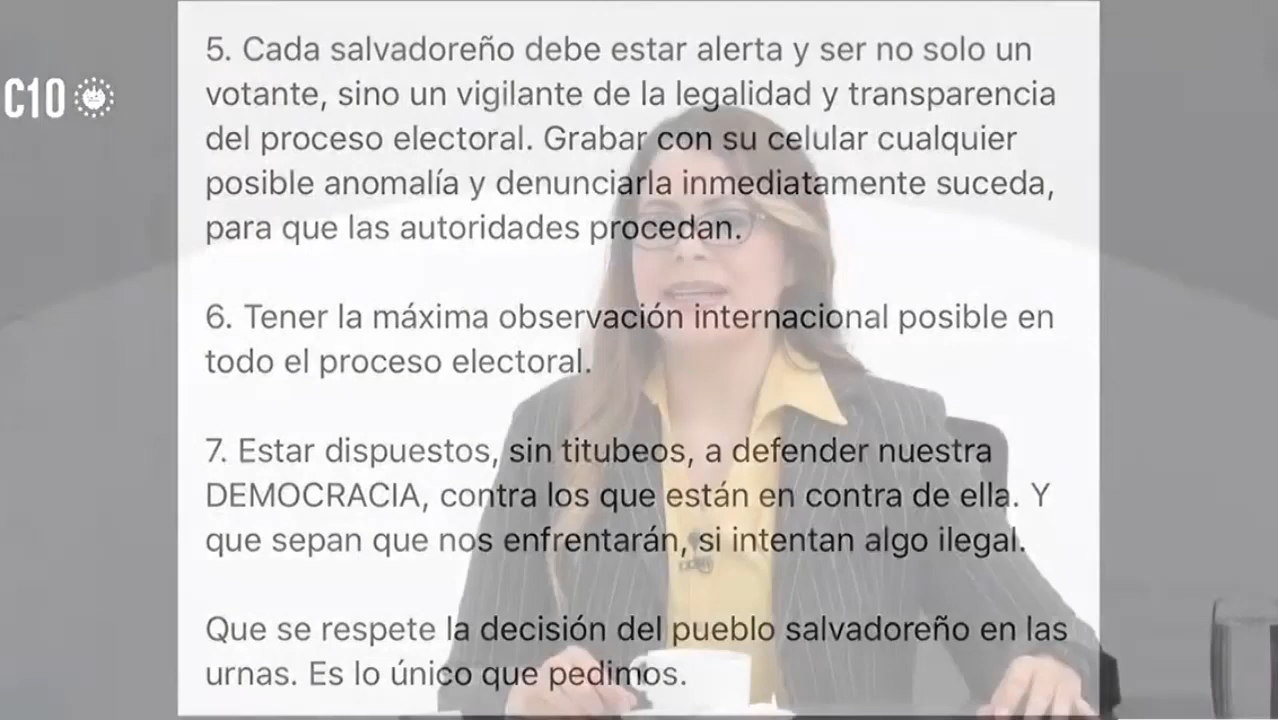 5. Cada salvadoreño debe estar alerta y ser no solo un
votante, sino un vigilante de la legalidad y transparencia
C10
del proceso electoral. Grabar con su celular cualquier
posible anomalía y denunciarla inmediatamente suceda,
para que las autoridades procedan.
6. Tener la máxima observación internacional posible en
todo el proceso electoral.
7. Estar dispuestos, sin titubeos, a defender nuestra
DEMOCRACIA, contra los que están en contra de ella. Y
que sepan que nos enfrentarán, si intentan algo ilegal.
Que se respete la decisión del pueblo salvadoreño en las
urnas. Es lo único que pedimos.